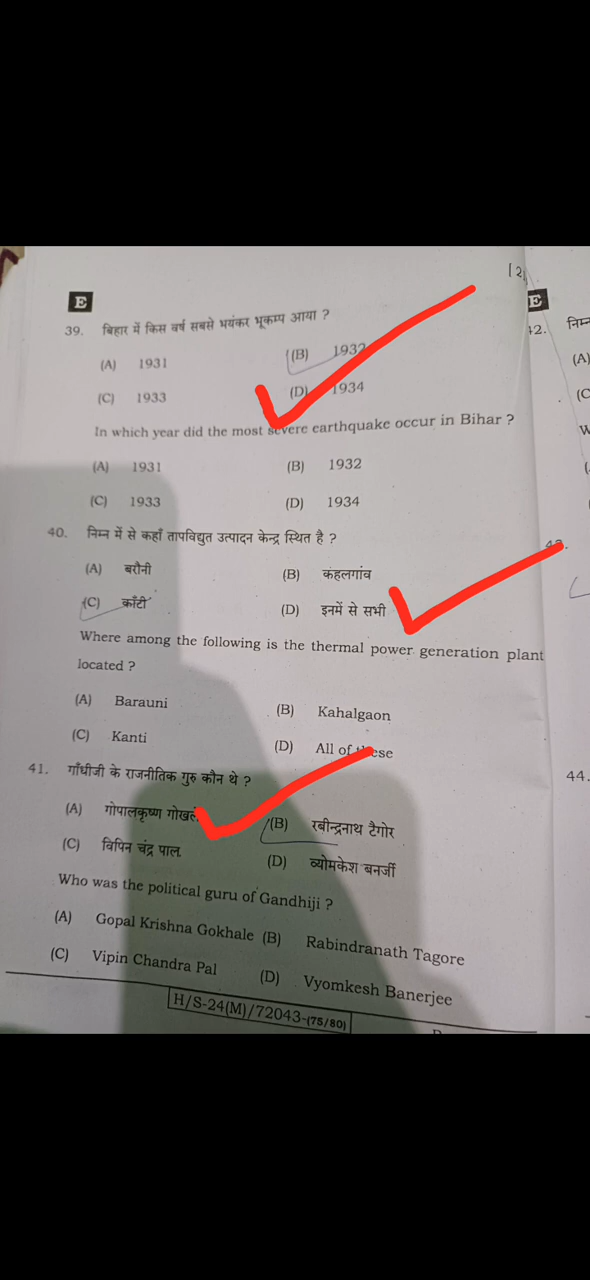 [2]
E
39. बिहार में किस वर्ष सबसे भयंकर भूकम्प आया ?
(A) 1931 (B) 1932
(C) 1933 (D) 1934
In which year did the most severe earthquake occur in Bihar ?
(A) 1931 (B) 1932
(C) 1933 (D) 1934
40. निम्न में से कहाँ तापविद्युत उत्पादन केन्द्र स्थित है ?
(A) बरौनी (B) कहलगांव
(C) काँटी (D) इनमें से सभी
Where among the following is the thermal power generation plant
located ?
(A) Barauni (B) Kahalgaon
(C) Kanti (D) All of these
41. गाँधीजी के राजनीतिक गुरु कौन थे ?
(A) गोपालकृष्ण गोखले (B) रबीन्द्रनाथ टैगोर
(C) विपिन चंद्र पाल (D) व्योमकेश बनर्जी
Who was the political guru of Gandhiji ?
(A) Gopal Krishna Gokhale (B) Rabindranath Tagore
(C) Vipin Chandra Pal (D) Vyomkesh Banerjee
H/S-24(M)/72043-(75/80)
E
42. निम्न
(A)
(C
43.
44.